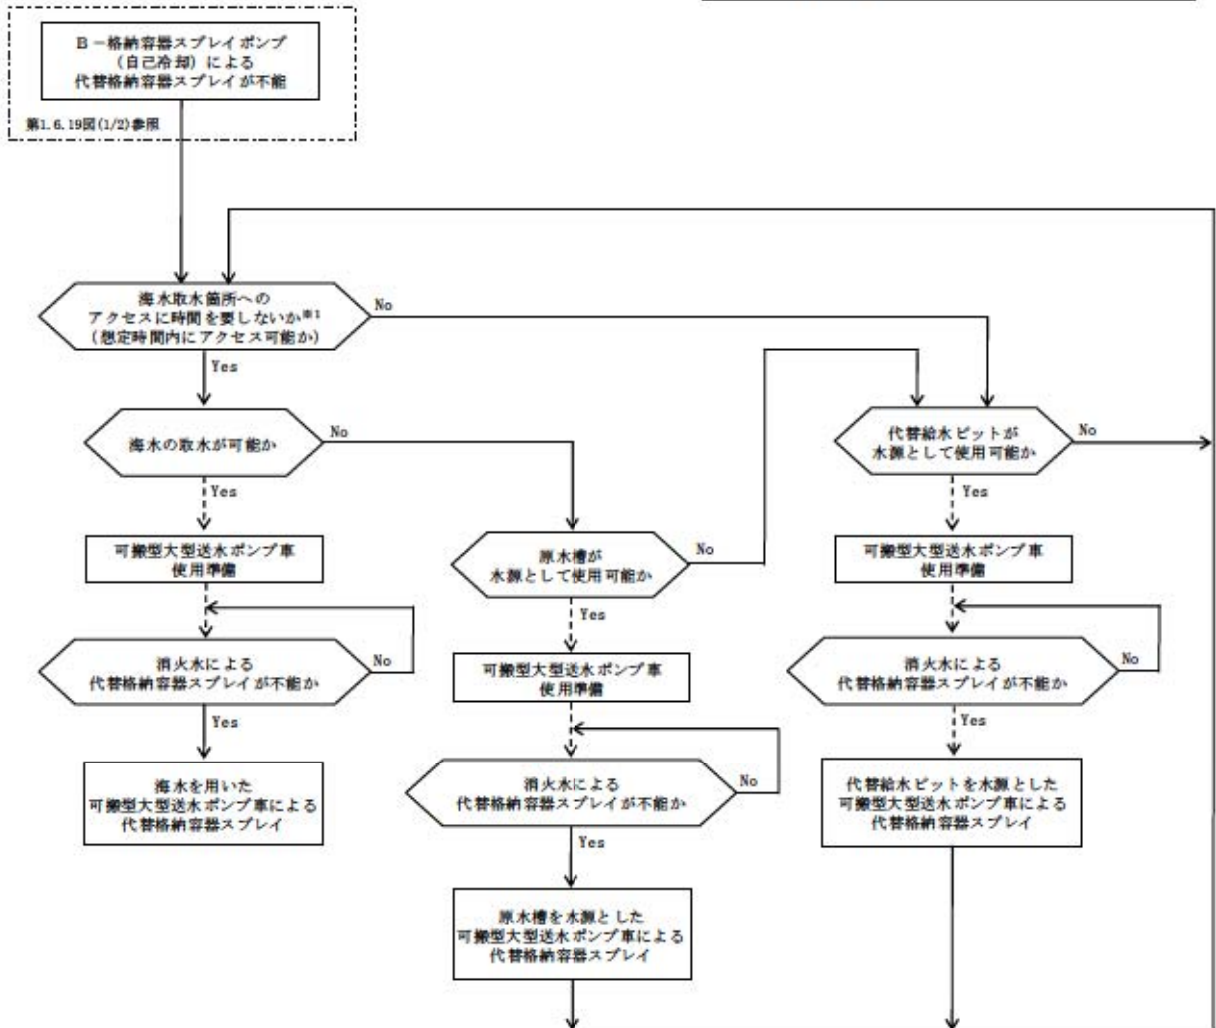 B－格納容器スプレイポンプ
（自己冷却）による
代替格納容器スプレイが不能
第1.6.19図(1/2)参照
海水取水箇所への
アクセスに時間を要しないか※1
（想定時間内にアクセス可能か）
No
Yes
海水の取水が可能か
No
Yes
代替給水ピットが
水源として使用可能か
No
Yes
可搬型大型送水ポンプ車
使用準備
原水槽が
水源として使用可能か
No
Yes
可搬型大型送水ポンプ車
使用準備
消火水による
代替格納容器スプレイが不能か
No
Yes
可搬型大型送水ポンプ車
使用準備
消火水による
代替格納容器スプレイが不能か
No
Yes
海水を用いた
可搬型大型送水ポンプ車による
代替格納容器スプレイ
消火水による
代替格納容器スプレイが不能か
No
Yes
代替給水ピットを水源とした
可搬型大型送水ポンプ車による
代替格納容器スプレイ
原水槽を水源とした
可搬型大型送水ポンプ車による
代替格納容器スプレイ